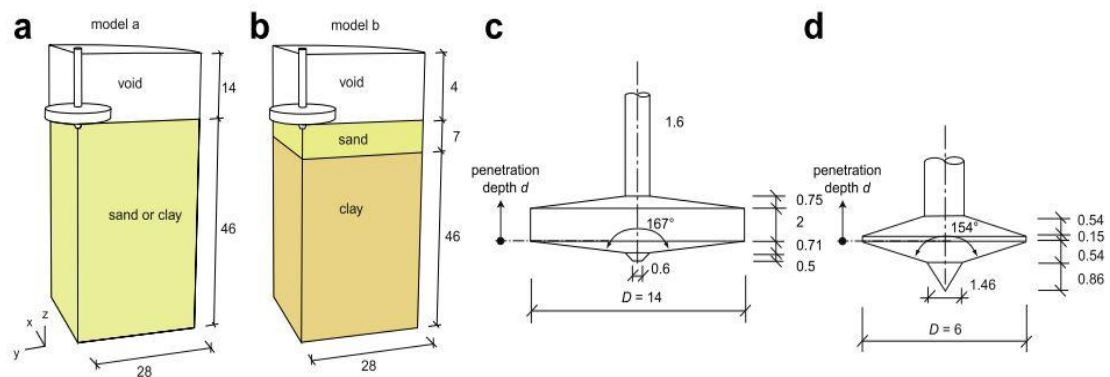 a
model a
void
14
sand or clay
46
28
x
z
y
b
model b
void
4
sand
7
clay
46
28
c
penetration
depth d
1.6
0.75
2
0.71
0.5
167°
0.6
D = 14
d
penetration
depth d
0.54
0.15
0.54
0.86
154°
1.46
D = 6